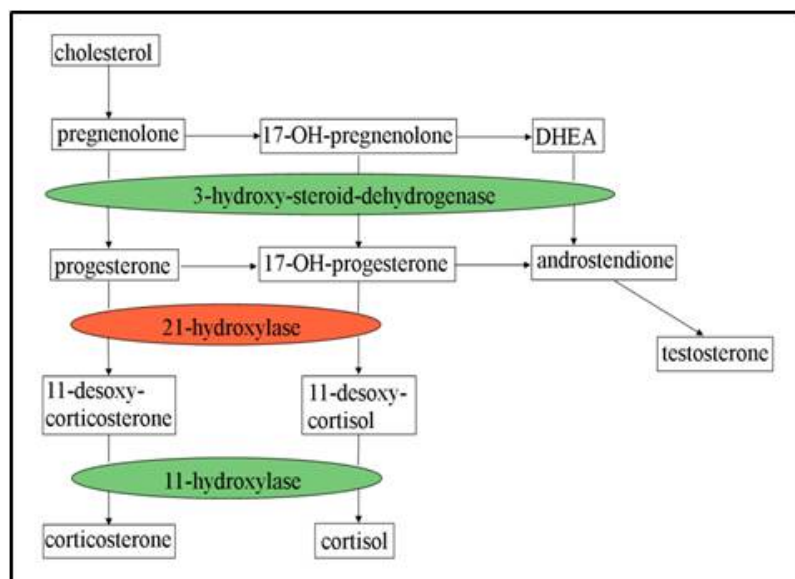 cholesterol
pregnenolone
17-OH-pregnenolone
DHEA
3-hydroxy-steroid-dehydrogenase
progesterone
17-OH-progesterone
androstendione
21-hydroxylase
testosterone
11-desoxy-
corticosterone
11-desoxy-
cortisol
11-hydroxylase
corticosterone
cortisol